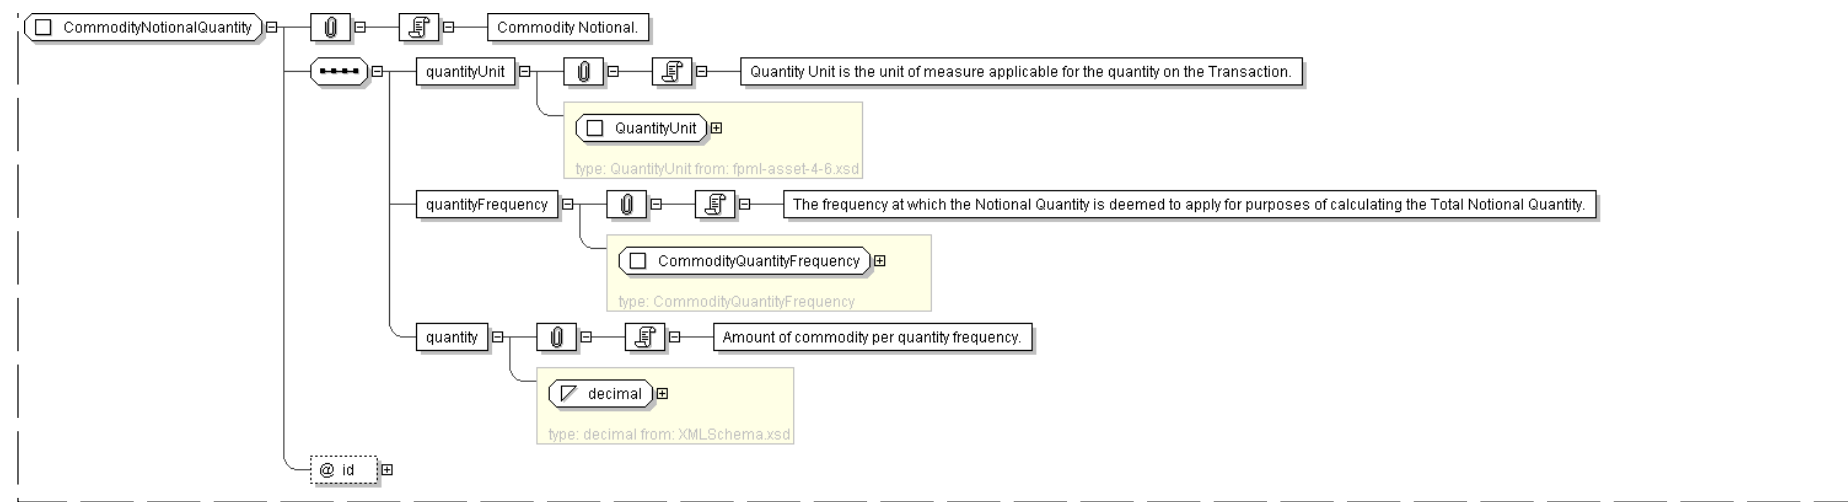 CommodityNotionalQuantity Commodity Notional.
quantityUnit Quantity Unit is the unit of measure applicable for the quantity on the Transaction.
QuantityUnit
type: QuantityUnit from: fpml-asset-4-6.xsd
quantityFrequency The frequency at which the Notional Quantity is deemed to apply for purposes of calculating the Total Notional Quantity.
CommodityQuantityFrequency
type: CommodityQuantityFrequency
quantity Amount of commodity per quantity frequency.
decimal
type: decimal from: XMLSchema.xsd
@ id